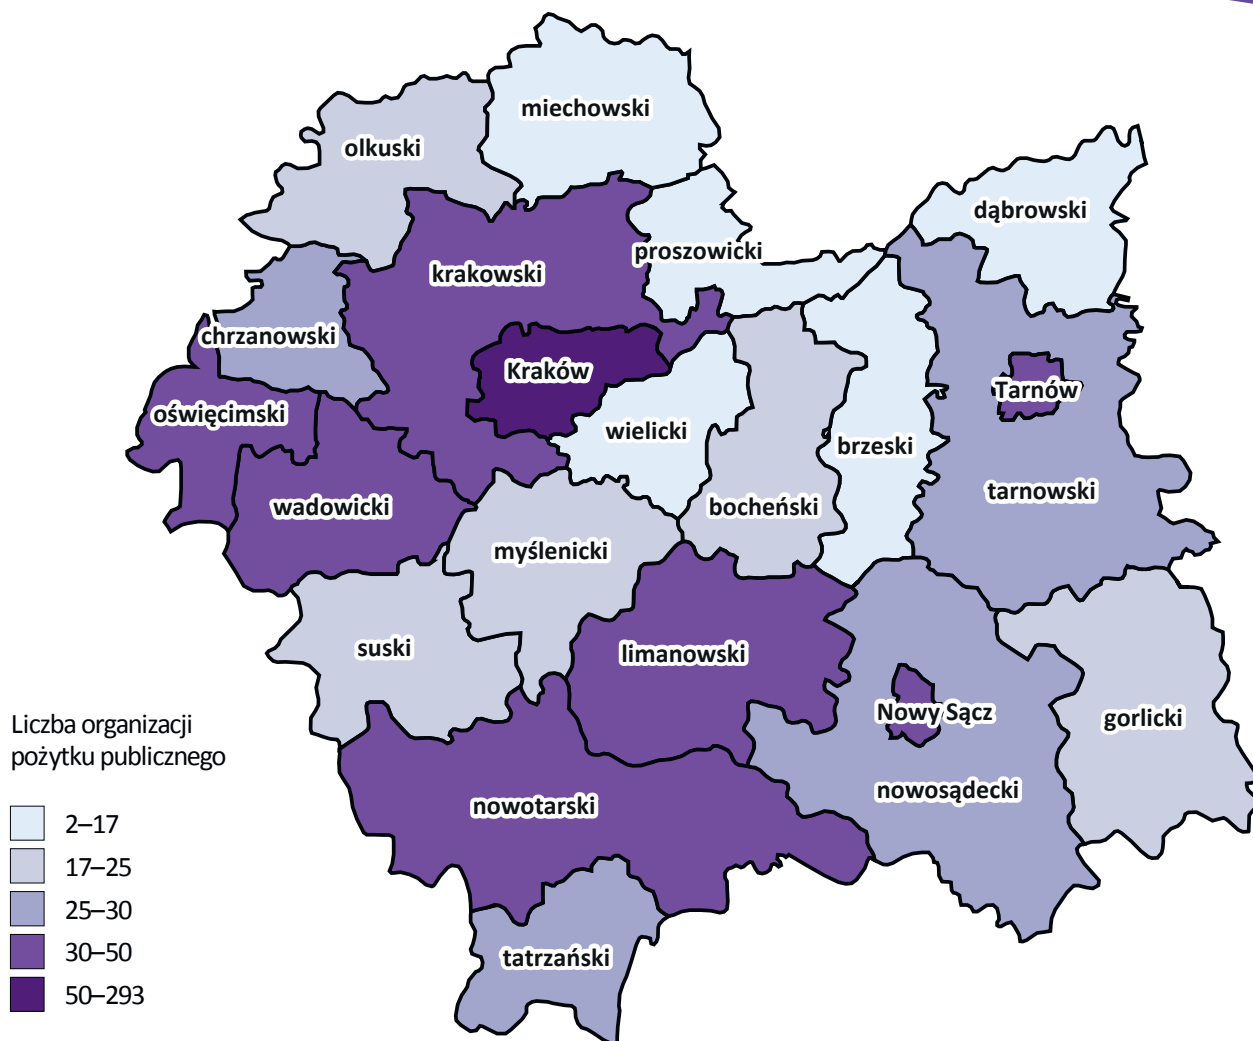 miechowski
olkuski
dąbrowski
proszowicki
krakowski
chrzanowski
Kraków
Tarnów
oświęcimski
wielicki
brzeski
tarnowski
wadowicki
bocheński
myślenicki
suski
limanowski
Nowy Sącz
gorlicki
nowosądecki
nowotarski
tatrzański
Liczba organizacji
pożytku publicznego
2–17
17–25
25–30
30–50
50–293